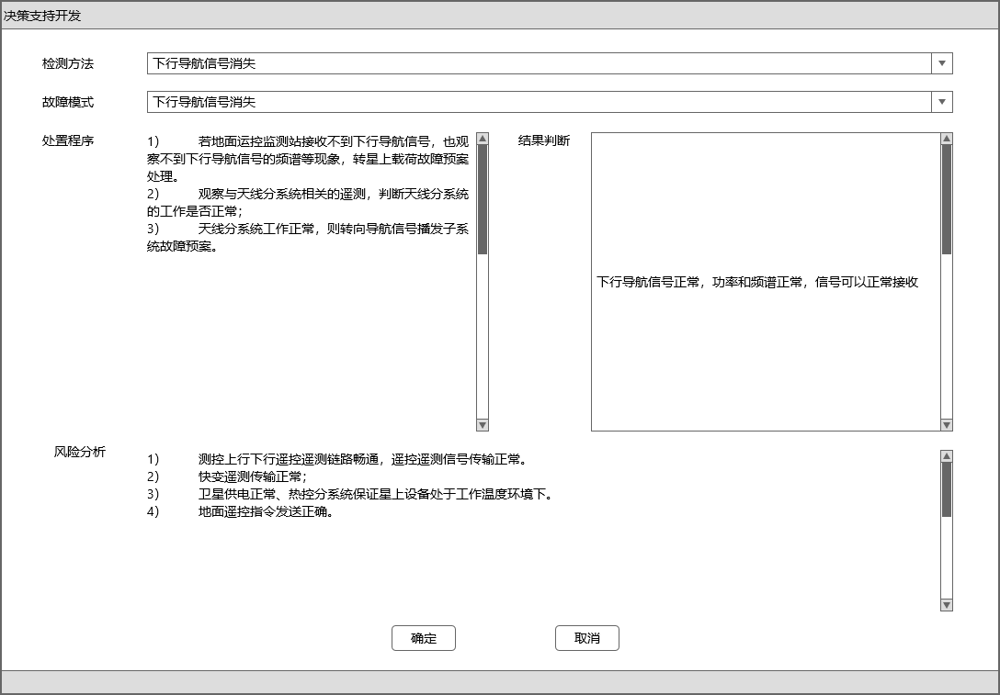 决策支持开发
检测方法
下行导航信号消失
故障模式
下行导航信号消失
处置程序
1) 若地面运控监测站接收不到下行导航信号，也观
察不到下行导航信号的频谱等现象，转星上载荷故障预案
处理。
2) 观察与天线分系统相关的遥测，判断天线分系统
的工作是否正常；
3) 天线分系统工作正常，则转向导航信号播发子系
统故障预案。
结果判断
下行导航信号正常，功率和频谱正常，信号可以正常接收
风险分析
1) 测控上行下行遥控遥测链路畅通，遥控遥测信号传输正常。
2) 快变遥测传输正常；
3) 卫星供电正常、热控分系统保证星上设备处于工作温度环境下。
4) 地面遥控指令发送正确。
确定
取消